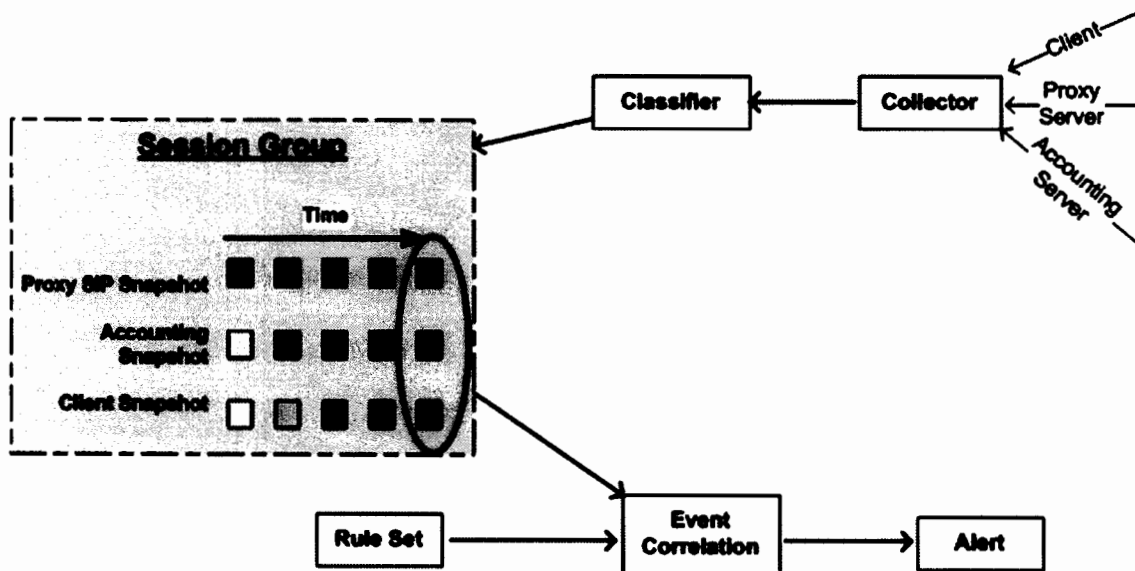 Client
Classifier
Collector
Proxy
Server
Accounting
Server
Session Group
Time
Proxy SIP Snapshot
Accounting
Snapshot
Client Snapshot
Rule Set
Event
Correlation
Alert